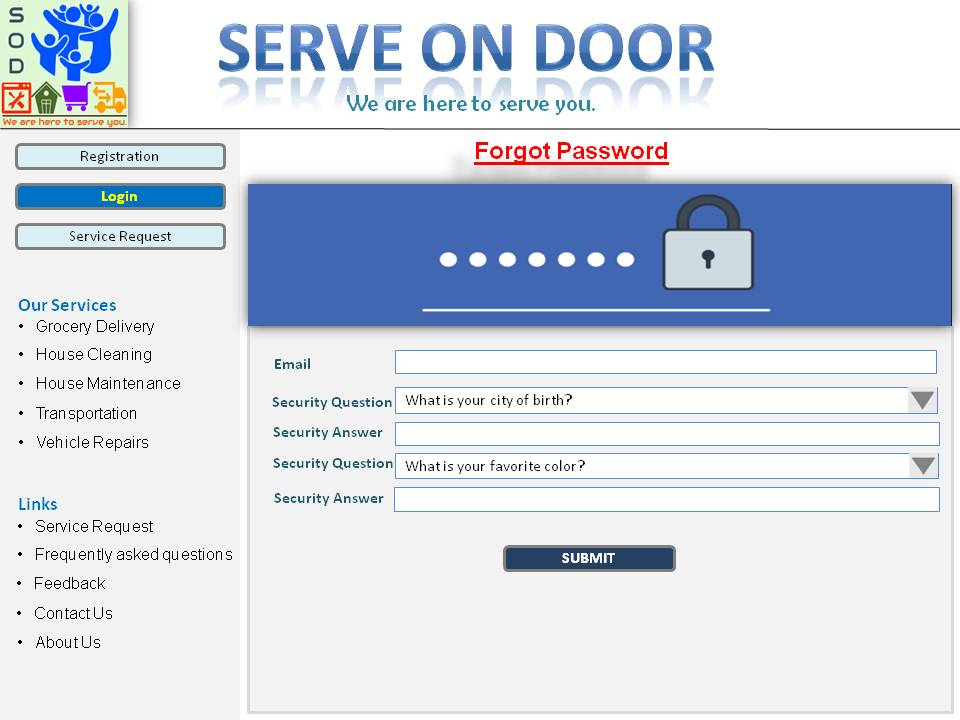 S
O
D
We are here to serve you.
SERVE ON DOOR
We are here to serve you.
Registration
Login
Service Request
Our Services
• Grocery Delivery
• House Cleaning
• House Maintenance
• Transportation
• Vehicle Repairs
Links
• Service Request
• Frequently asked questions
• Feedback
• Contact Us
• About Us
Forgot Password
Email
Security Question What is your city of birth?
Security Answer
Security Question What is your favorite color?
Security Answer
SUBMIT